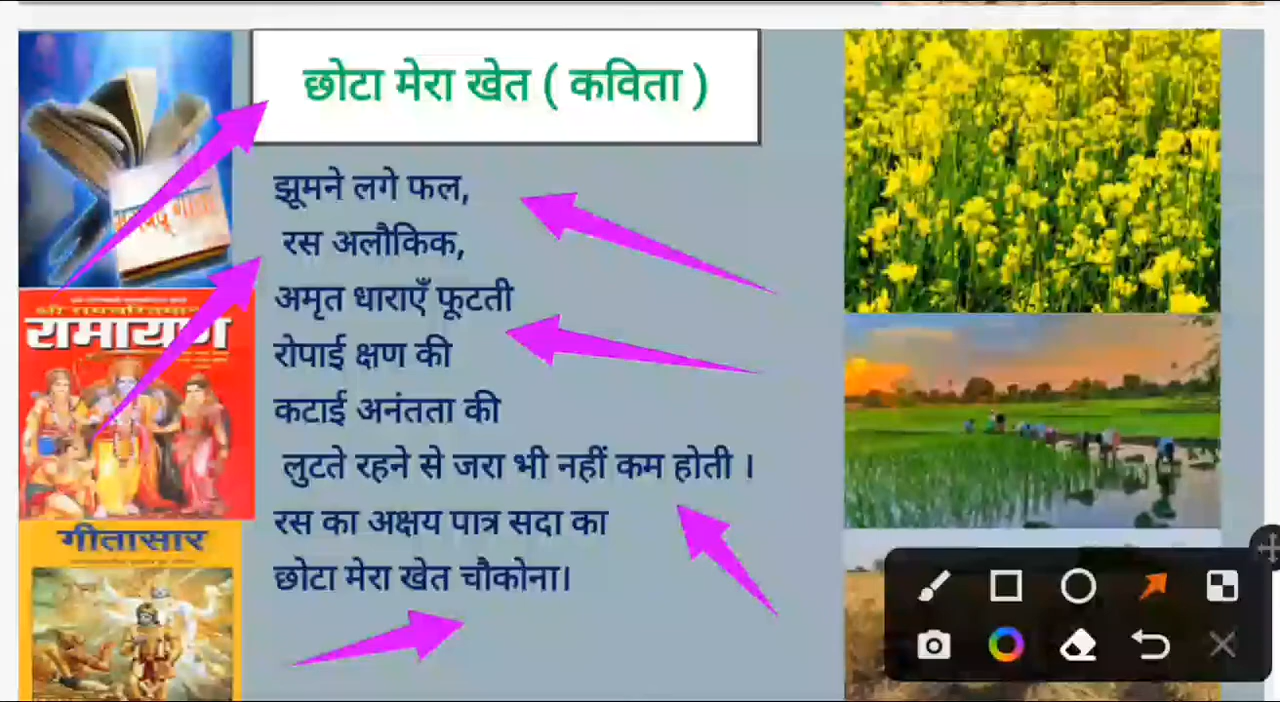 छोटा मेरा खेत ( कविता )
झूमने लगे फल,
रस अलौकिक,
अमृत धाराएँ फूटती
रोपाई क्षण की
कटाई अनंतता की
लुटते रहने से जरा भी नहीं कम होती ।
रस का अक्षय पात्र सदा का
छोटा मेरा खेत चौकोना।
रामायण
गीतासार